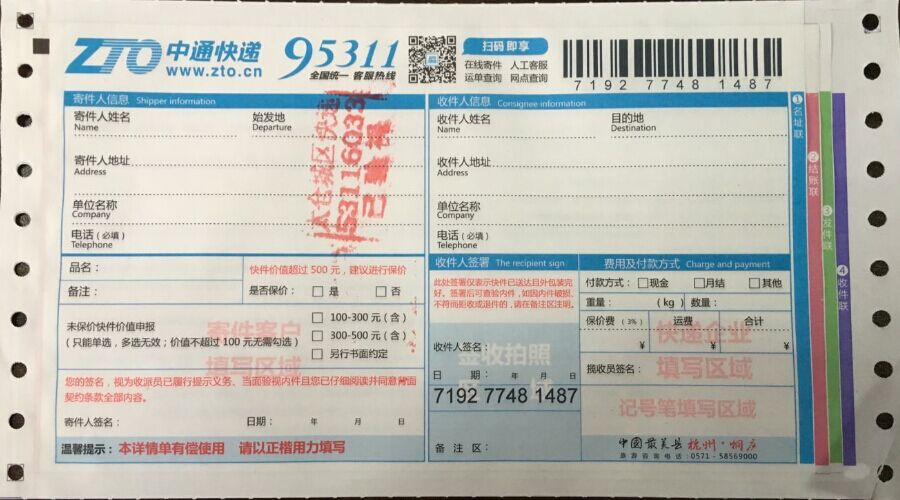 ZTO 中通快递
www.zto.cn
95311
全国统一 客服热线
扫码 即享
在线寄件 人工客服
运单查询 网点查询
7192 7748 1487
寄件人信息 Shipper information
寄件人姓名
Name
始发地
Departure
寄件人地址
Address
单位名称
Company
电话（必填）
Telephone
收件人信息 Consignee information
收件人姓名
Name
目的地
Destination
收件人地址
Address
单位名称
Company
电话（必填）
Telephone
53116033
已验视
品名：
快件价值超过 500 元，建议进行保价
备注：
是否保价： □ 是 □ 否
未保价快件价值申报
（只能单选，多选无效；价值不超过 100 元无需勾选）
□ 100-300 元（含）
□ 300-500 元（含）
□ 另行书面约定
寄件客户
填写区域
您的签名，视为收派员已履行提示义务、当面验视内件且您已仔细阅读并同意背面
契约条款全部内容。
寄件人签名： 日期： 年 月 日
温馨提示：本详情单有偿使用 请以正楷用力填写
收件人签署 The recipient sign
此处签署仅表示快件已送达且外包装完
好。签署后可查验内件，如因内件破损、
不符而拒收或退件的，请在备注区注明。
签收拍照
区 域
收件人签名：
日 期： 年 月 日
7192 7748 1487
备 注 区：
费用及付款方式 Charge and payment
付款方式：□现金 □月结 □其他
重量： （kg） 数量：
保价费（3%） 运费 合计
¥ ¥ ¥
快递企业
填写区域
揽收员签名：
记号笔填写区域
中国最美县 杭州·桐庐
旅游咨询电话：0571 - 58569000
① 名址联
② 结账联
③ 发件联
④ 收件联